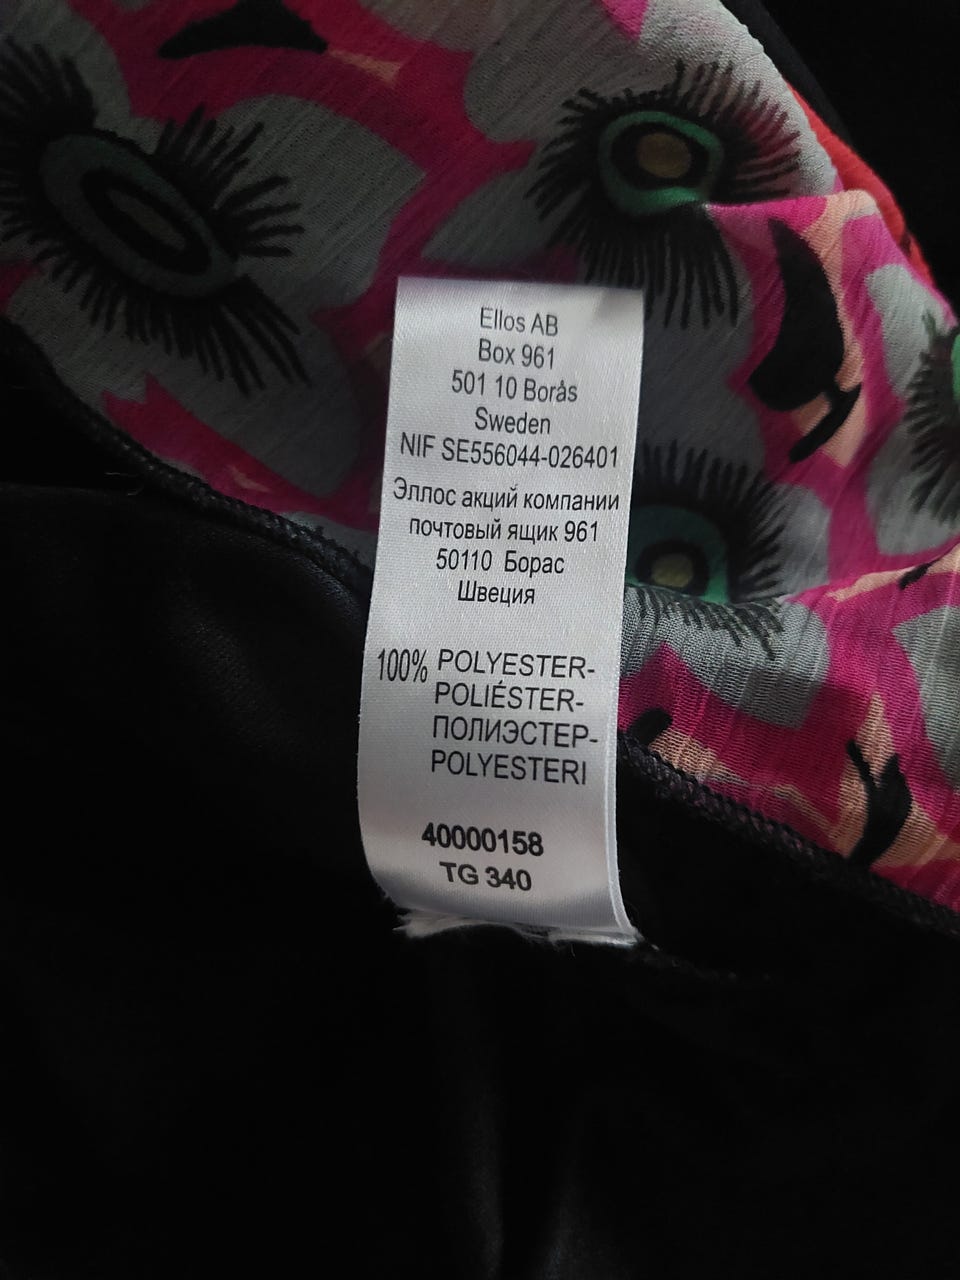 Ellos AB
Box 961
501 10 Borås
Sweden
NIF SE556044-026401
Эллос акций компании
почтовый ящик 961
50110 Борас
Швеция
100% POLYESTER-
POLIÉSTER-
ПОЛИЭСТЕР-
POLYESTERI
40000158
TG 340